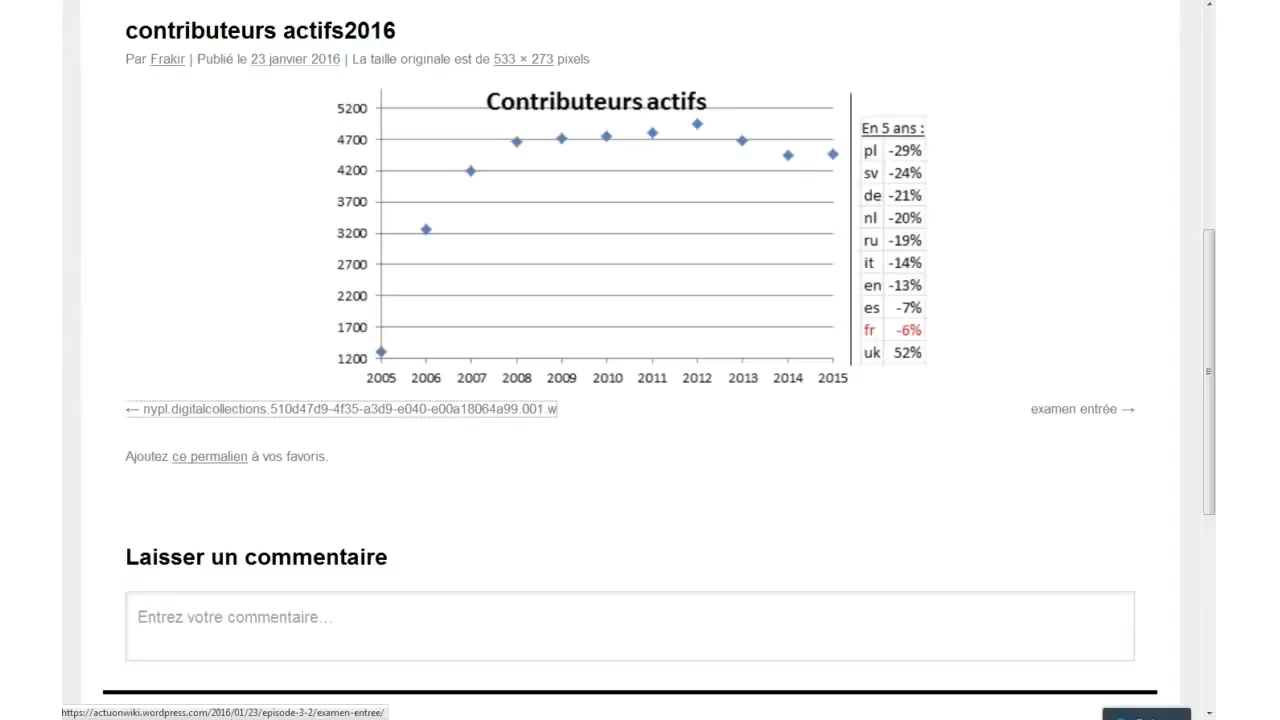 contributeurs actifs2016
Par Frakir | Publié le 23 janvier 2016 | La taille originale est de 533 × 273 pixels
Contributeurs actifs
5200
4700
4200
3700
3200
2700
2200
1700
1200
2005 2006 2007 2008 2009 2010 2011 2012 2013 2014 2015
En 5 ans :
pl -29%
sv -24%
de -21%
nl -20%
ru -19%
it -14%
en -13%
es -7%
fr -6%
uk 52%
← nypl.digitalcollections.510d47d9-4f35-a3d9-e040-e00a18064a99.001.w
examen entrée →
Ajoutez ce permalien à vos favoris.
Laisser un commentaire
Entrez votre commentaire...
https://actuonwiki.wordpress.com/2016/01/23/episode-3-2/examen-entree/